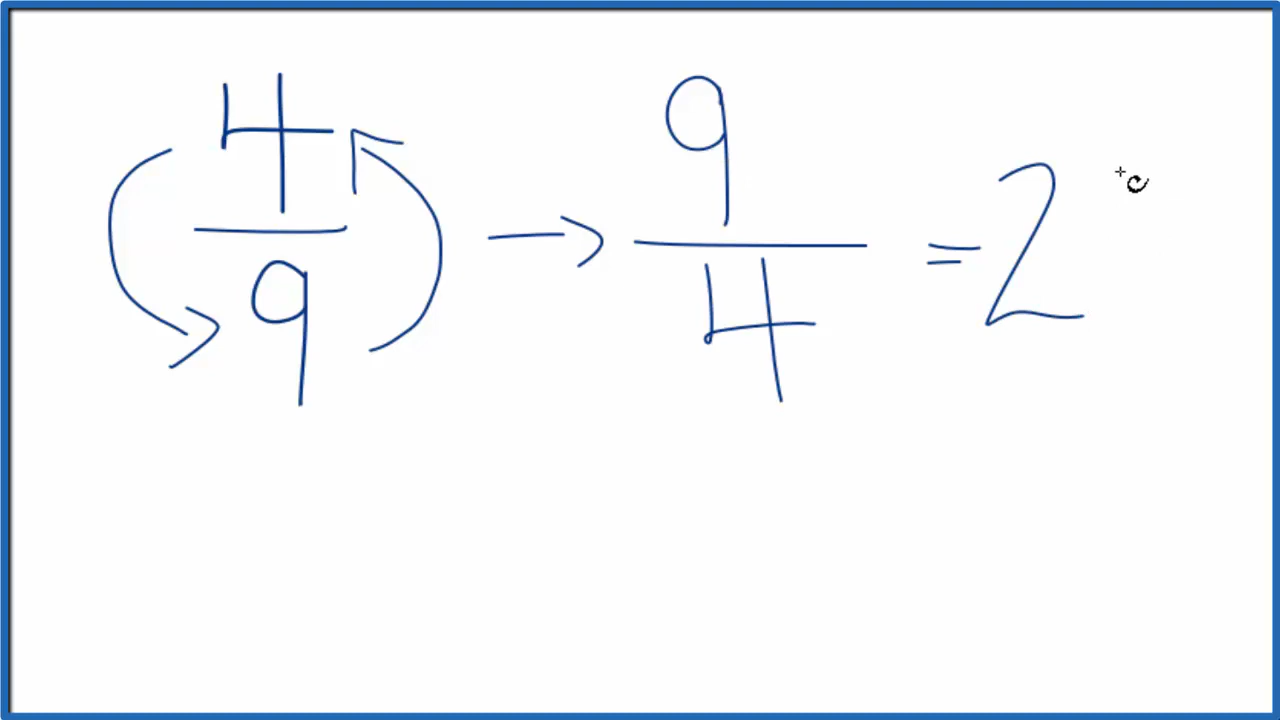 4/9 → 9/4 = 2